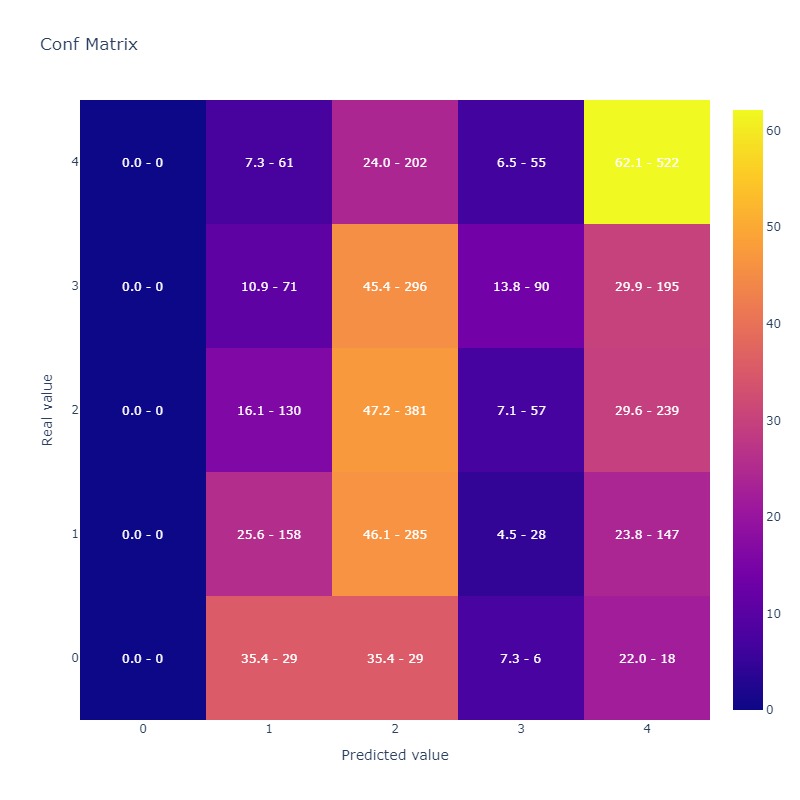 Conf Matrix
4 0.0 - 0 7.3 - 61 24.0 - 202 6.5 - 55 62.1 - 522
3 0.0 - 0 10.9 - 71 45.4 - 296 13.8 - 90 29.9 - 195
2 0.0 - 0 16.1 - 130 47.2 - 381 7.1 - 57 29.6 - 239
1 0.0 - 0 25.6 - 158 46.1 - 285 4.5 - 28 23.8 - 147
0 0.0 - 0 35.4 - 29 35.4 - 29 7.3 - 6 22.0 - 18
0 1 2 3 4
Predicted value
Real value
60
50
40
30
20
10
0